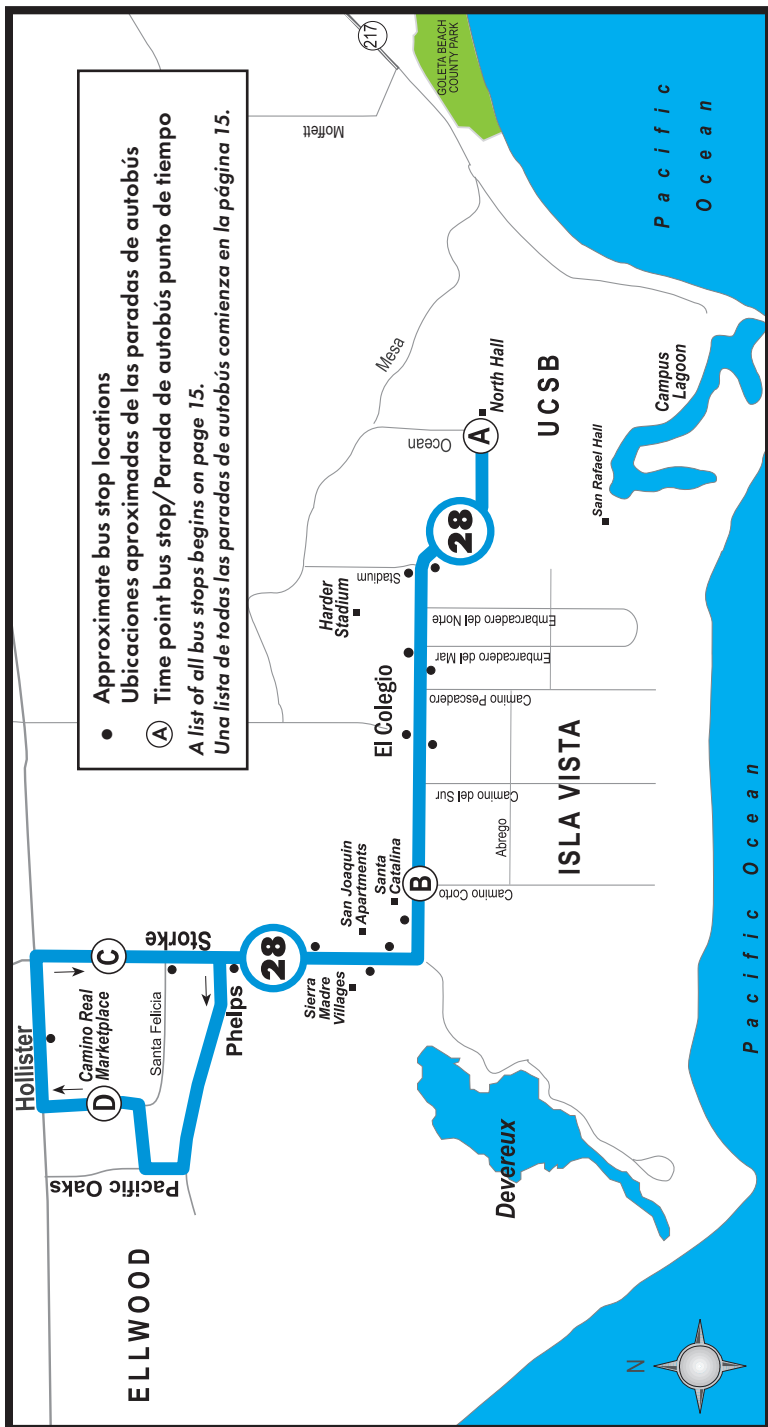 Approximate bus stop locations
Ubicaciones aproximadas de las paradas de autobús
A Time point bus stop/Parada de autobús punto de tiempo
A list of all bus stops begins on page 15.
Una lista de todas las paradas de autobús comienza en la página 15.
217
GOLETA BEACH
COUNTY PARK
Moffett
Pacific
Ocean
Mesa
Ocean
A
North Hall
UCSB
Campus
Lagoon
San Rafael Hall
28
Stadium
Harder
Stadium
El Colegio
Embarcadero del Norte
Embarcadero del Mar
Camino Pescadero
Camino del Sur
Abrego
Camino Corto
ISLA VISTA
B
San Joaquin
Apartments
Santa
Catalina
Sierra
Madre
Villages
28
Storke
C
Hollister
Camino Real
Marketplace
Santa Felicia
D
Phelps
Pacific Oaks
ELLWOOD
Devereux
Pacific Ocean
N